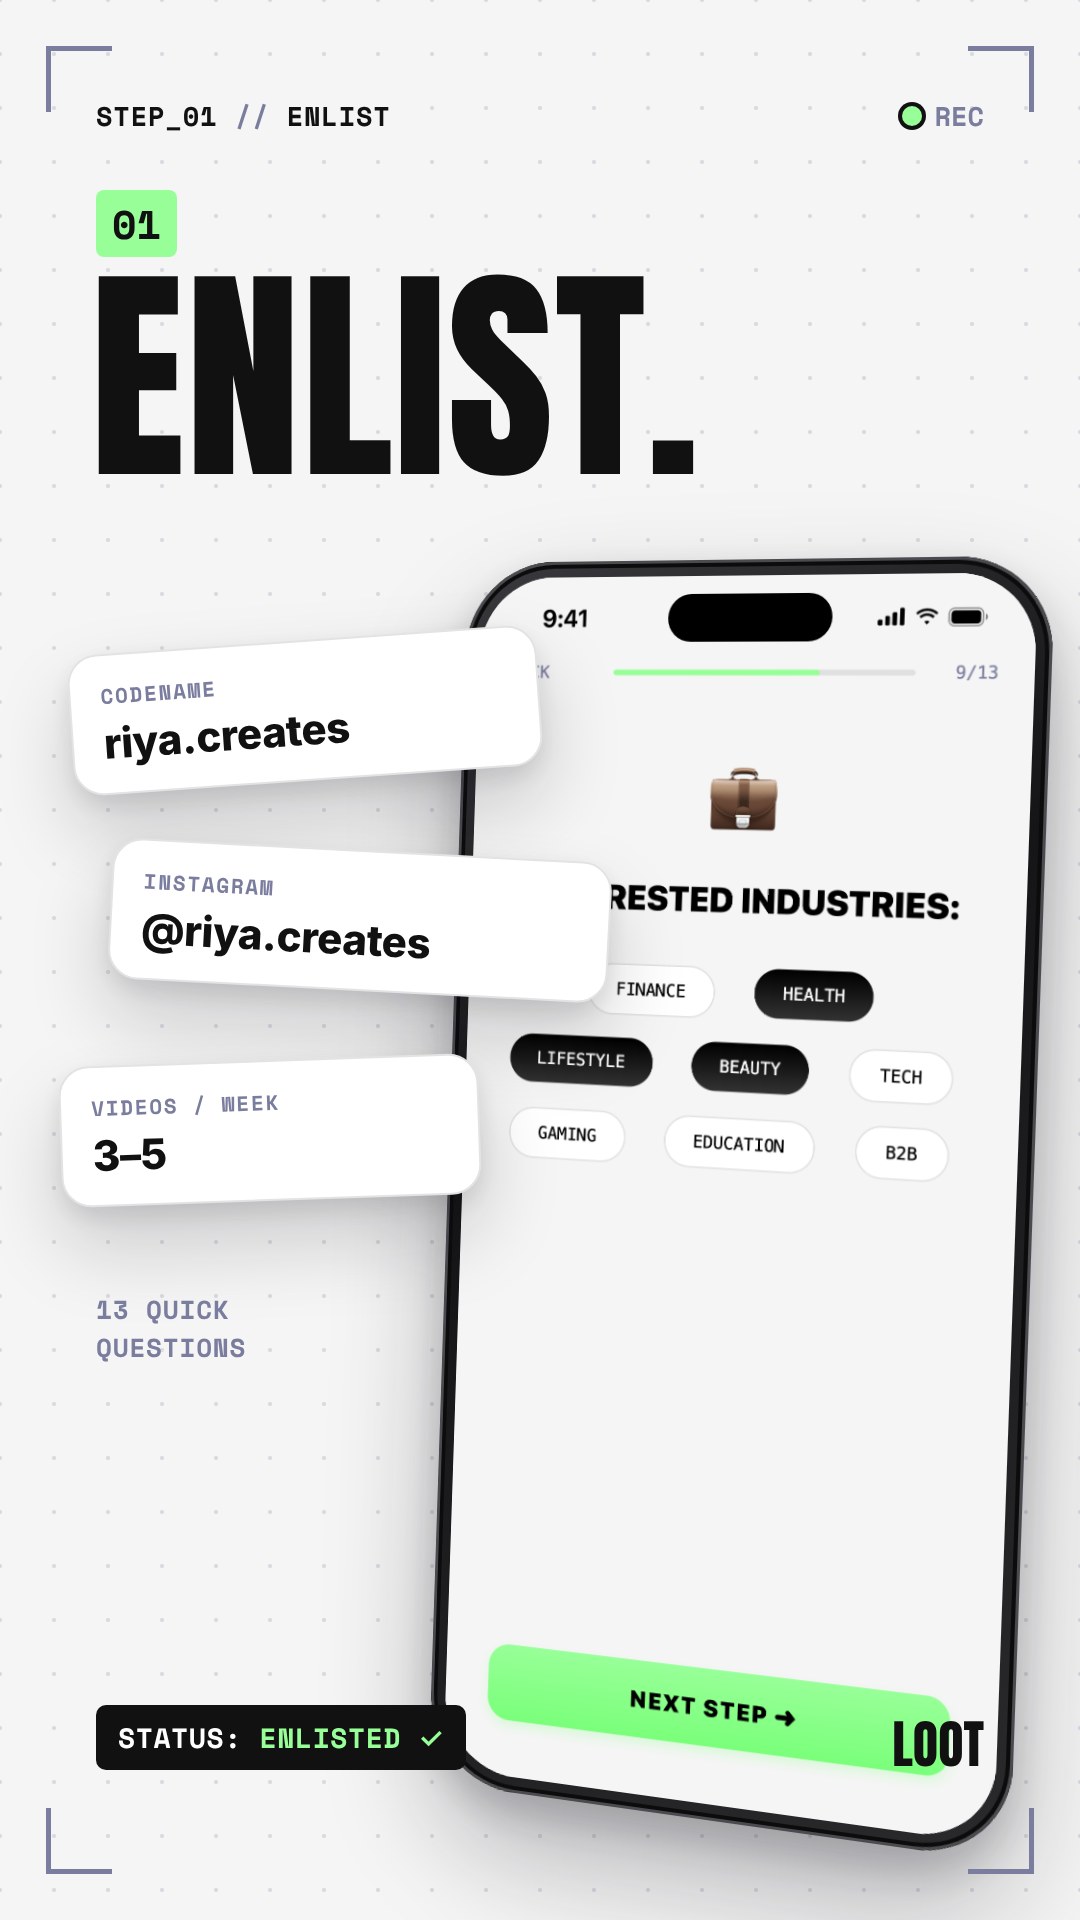 STEP_01 // ENLIST
REC
01
ENLIST.
9:41
9/13
CODENAME
riya.creates
INSTAGRAM
@riya.creates
RESTED INDUSTRIES:
FINANCE
HEALTH
LIFESTYLE
BEAUTY
TECH
GAMING
EDUCATION
B2B
VIDEOS / WEEK
3–5
13 QUICK
QUESTIONS
NEXT STEP ➜
STATUS: ENLISTED ✓
LOOT